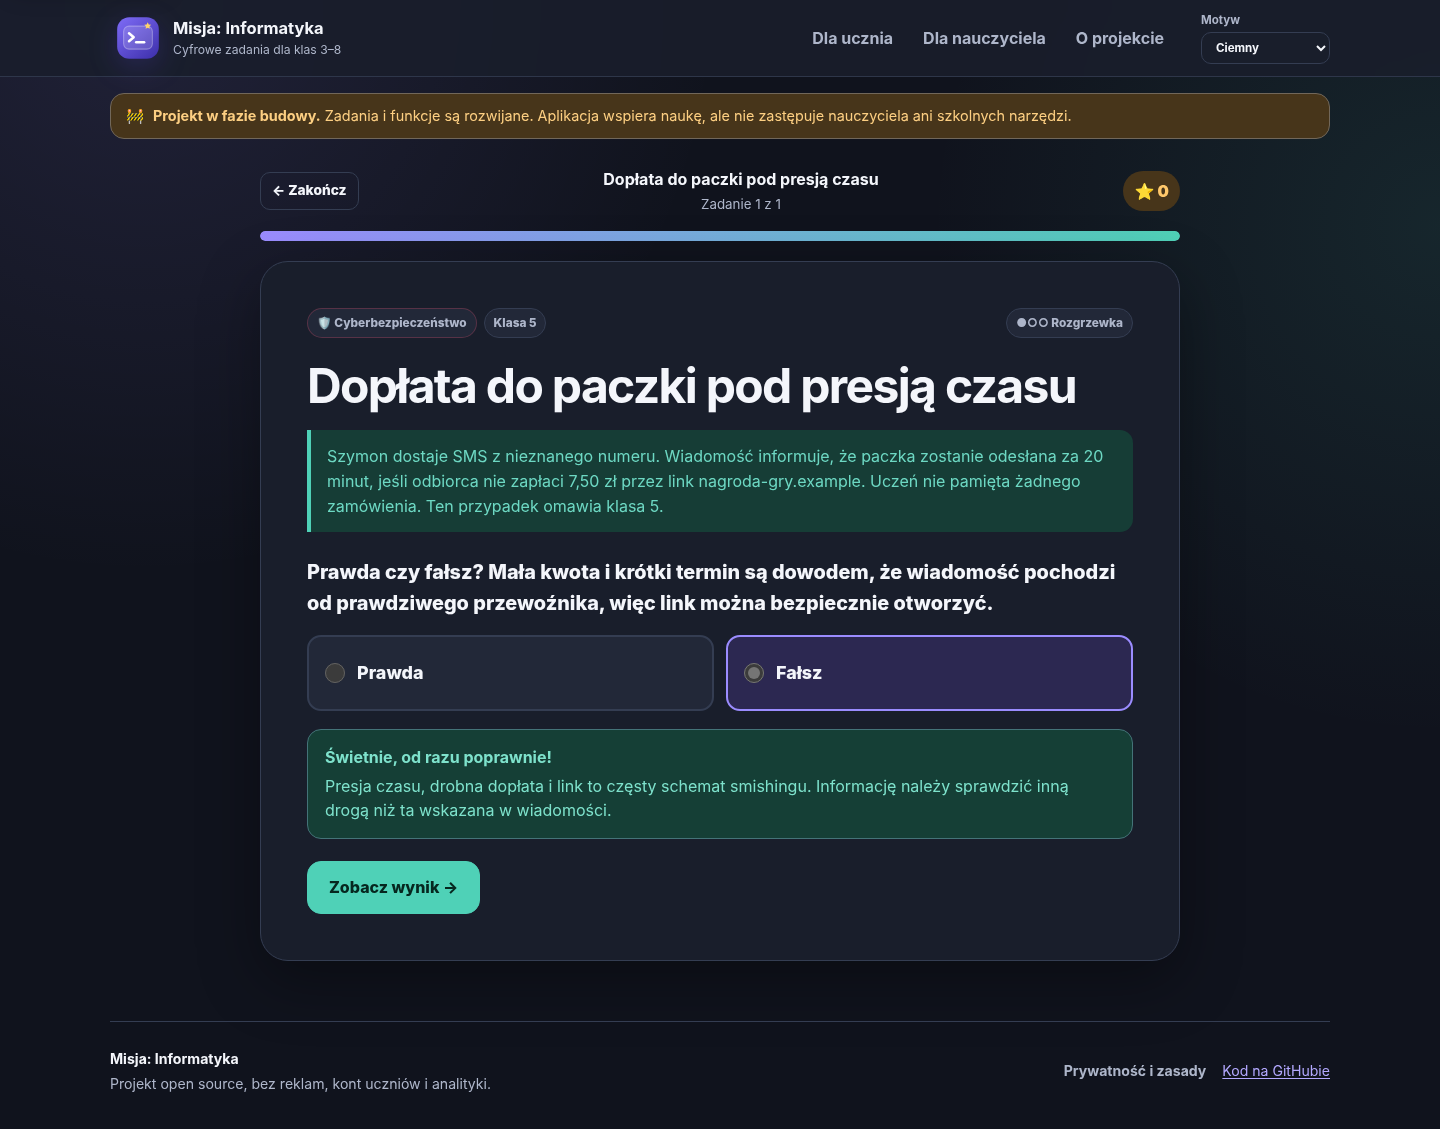 Misja: Informatyka
Cyfrowe zadania dla klas 3–8
Dla ucznia
Dla nauczyciela
O projekcie
Motyw
Ciemny
🚧 Projekt w fazie budowy. Zadania i funkcje są rozwijane. Aplikacja wspiera naukę, ale nie zastępuje nauczyciela ani szkolnych narzędzi.
← Zakończ
Dopłata do paczki pod presją czasu
Zadanie 1 z 1
⭐ 0
🛡️ Cyberbezpieczeństwo
Klasa 5
●○○ Rozgrzewka
Dopłata do paczki pod presją czasu
Szymon dostaje SMS z nieznanego numeru. Wiadomość informuje, że paczka zostanie odesłana za 20
minut, jeśli odbiorca nie zapłaci 7,50 zł przez link nagroda-gry.example. Uczeń nie pamięta żadnego
zamówienia. Ten przypadek omawia klasa 5.
Prawda czy fałsz? Mała kwota i krótki termin są dowodem, że wiadomość pochodzi
od prawdziwego przewoźnika, więc link można bezpiecznie otworzyć.
Prawda
Fałsz
Świetnie, od razu poprawnie!
Presja czasu, drobna dopłata i link to częsty schemat smishingu. Informację należy sprawdzić inną
drogą niż ta wskazana w wiadomości.
Zobacz wynik →
Misja: Informatyka
Projekt open source, bez reklam, kont uczniów i analityki.
Prywatność i zasady
Kod na GitHubie